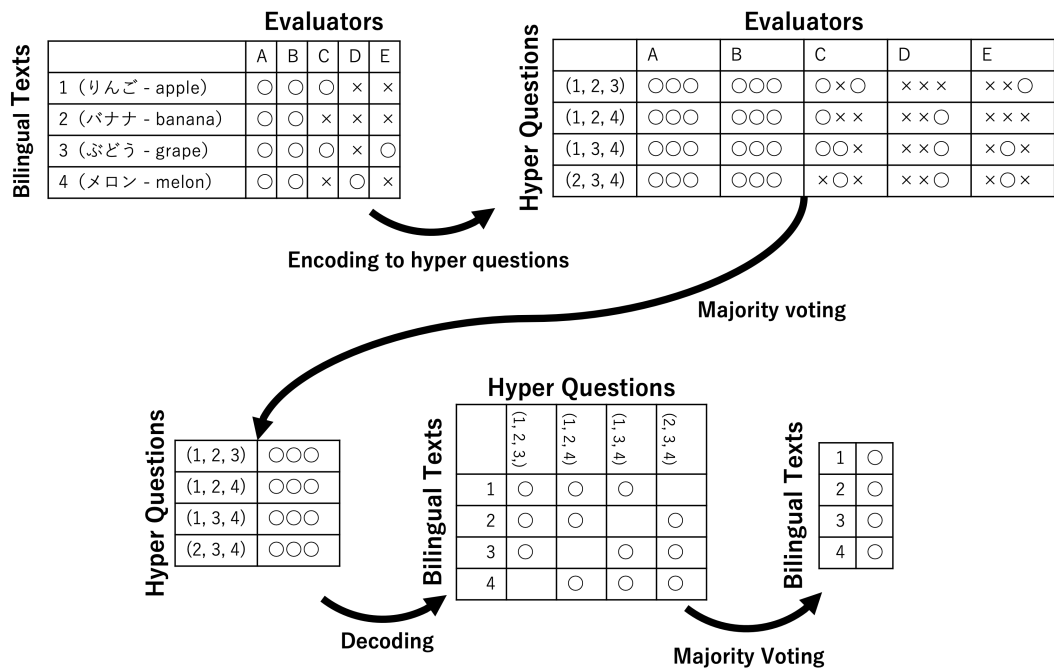 Evaluators
Bilingual Texts
A B C D E
1（りんご - apple） ○ ○ ○ × ×
2（バナナ - banana） ○ ○ × × ×
3（ぶどう - grape） ○ ○ ○ × ○
4（メロン - melon） ○ ○ × ○ ×
Evaluators
Hyper Questions
A B C D E
(1, 2, 3) ○○○ ○○○ ○×○ ××× ××○
(1, 2, 4) ○○○ ○○○ ○×× ××○ ×××
(1, 3, 4) ○○○ ○○○ ○○× ××○ ×○×
(2, 3, 4) ○○○ ○○○ ×○× ××○ ×○×
Encoding to hyper questions
Majority voting
Hyper Questions
(1, 2, 3) ○○○
(1, 2, 4) ○○○
(1, 3, 4) ○○○
(2, 3, 4) ○○○
Decoding
Hyper Questions
Bilingual Texts
(1, 2, 3,) (1, 2, 4) (1, 3, 4) (2, 3, 4)
1 ○ ○ ○
2 ○ ○ ○
3 ○ ○ ○
4 ○ ○ ○
Majority Voting
Bilingual Texts
1 ○
2 ○
3 ○
4 ○